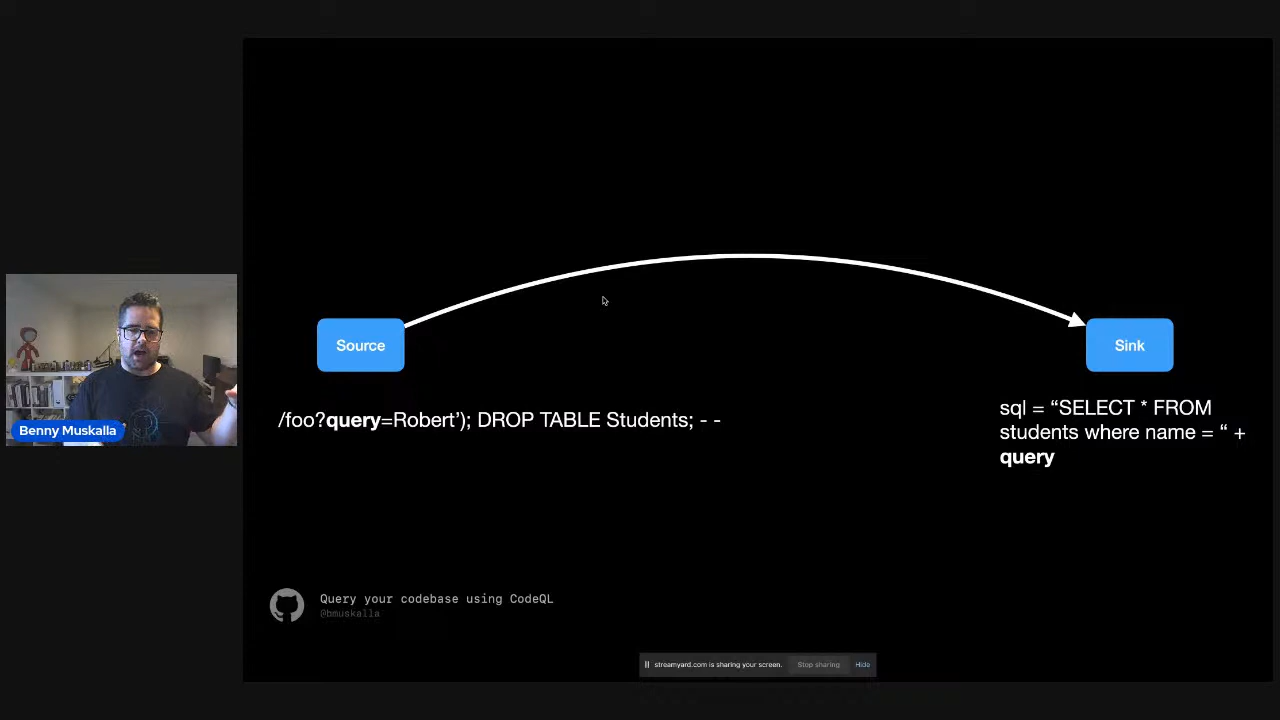 Source
Sink
/foo?query=Robert’); DROP TABLE Students; - -
sql = “SELECT * FROM
students where name = “ +
query
Benny Muskalla
Query your codebase using CodeQL
@bmuskalla
streamyard.com is sharing your screen.
Stop sharing
Hide